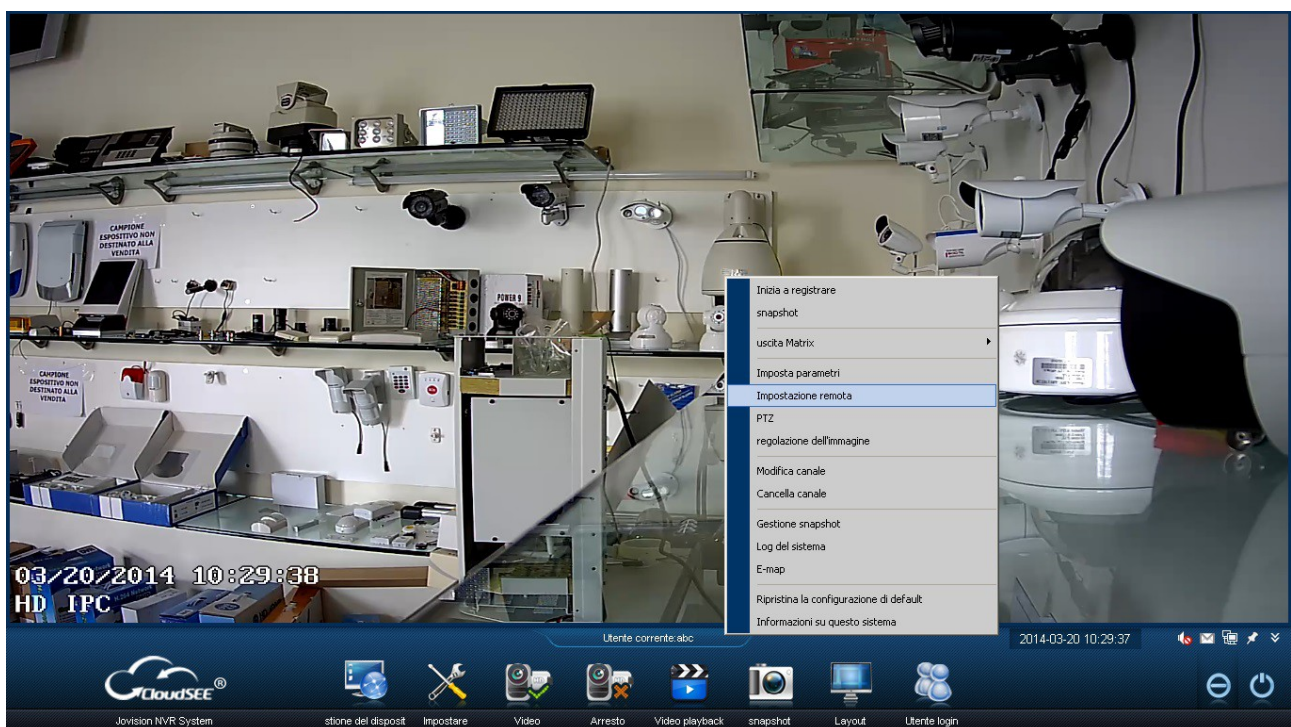 CAMPIONE
ESPOSITIVO NON
DESTINATO ALLA
VENDITA
POWER 9
CAMPIONE
ESPOSITIVO NON
DESTINATO ALLA
VENDITA
03/20/2014 10:29:38
HD IPC
Inizia a registrare
snapshot
uscita Matrix
Imposta parametri
Impostazione remota
PTZ
regolazione dell'immagine
Modifica canale
Cancella canale
Gestione snapshot
Log del sistema
E-map
Ripristina la configurazione di default
Informazioni su questo sistema
Utente corrente:abc
2014-03-20 10:29:37
CloudSEE®
Jovision NVR System
stione del disposit
Impostare
Video
Arresto
Video playback
snapshot
Layout
Utente login